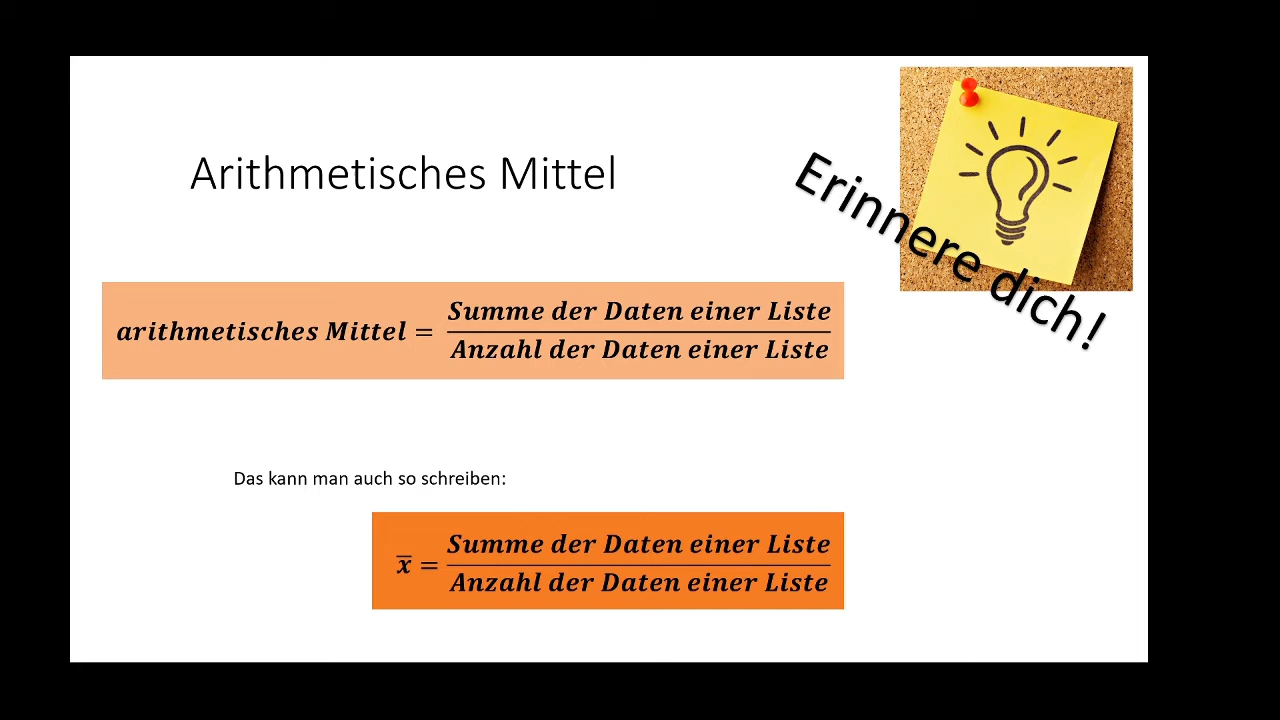 Arithmetisches Mittel
Erinnere dich!
arithmetisches Mittel = Summe der Daten einer Liste / Anzahl der Daten einer Liste
Das kann man auch so schreiben:
x̅ = Summe der Daten einer Liste / Anzahl der Daten einer Liste